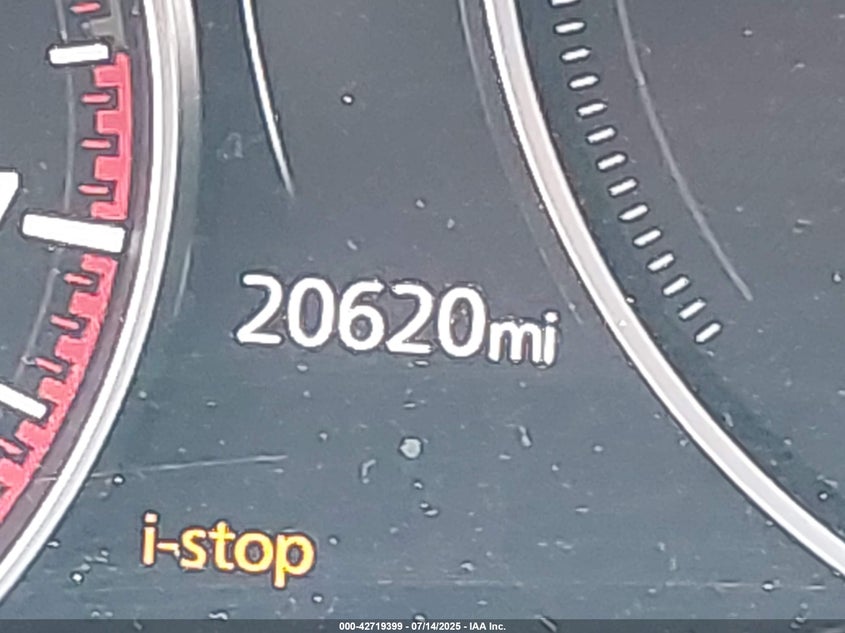 20620mi
i-stop
000-42719399 - 07/14/2025 - IAA Inc.